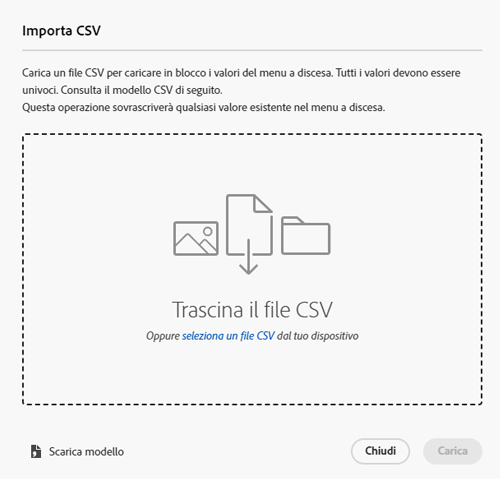 Importa CSV
Carica un file CSV per caricare in blocco i valori del menu a discesa. Tutti i valori devono essere
univoci. Consulta il modello CSV di seguito.
Questa operazione sovrascriverà qualsiasi valore esistente nel menu a discesa.
Trascina il file CSV
Oppure seleziona un file CSV dal tuo dispositivo
Scarica modello
Chiudi
Carica